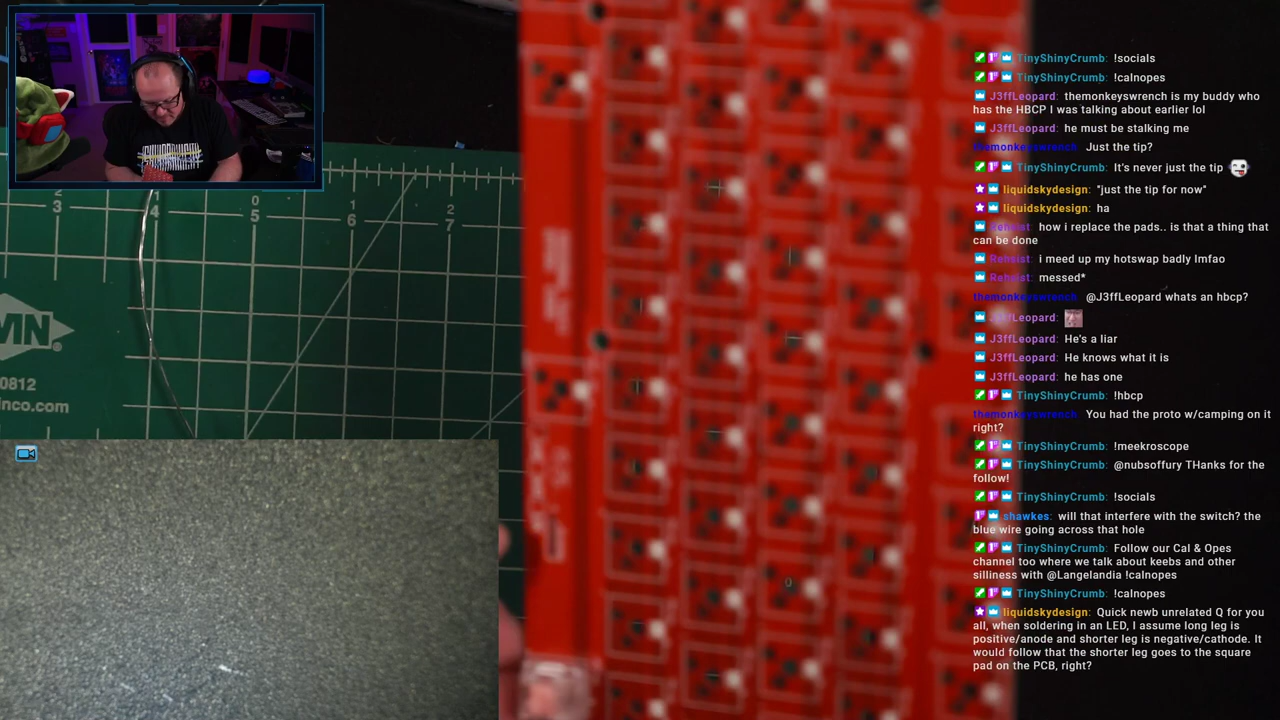 3
1
4
0
5
1
6
2
7
MN
®
0812
nco.com
TinyShinyCrumb: !socials
TinyShinyCrumb: !calnopes
J3ffLeopard: themonkeyswrench is my buddy who
has the HBCP I was talking about earlier lol
J3ffLeopard: he must be stalking me
themonkeyswrench: Just the tip?
TinyShinyCrumb: It's never just the tip
liquidskydesign: "just the tip for now"
liquidskydesign: ha
how i replace the pads.. is that a thing that
can be done
i meed up my hotswap badly lmfao
messed*
themonkeyswrench: @J3ffLeopard whats an hbcp?
J3ffLeopard:
J3ffLeopard: He's a liar
J3ffLeopard: He knows what it is
J3ffLeopard: he has one
TinyShinyCrumb: !hbcp
themonkeyswrench: You had the proto w/camping on it
right?
TinyShinyCrumb: !meekroscope
TinyShinyCrumb: @nubsoffury THanks for the
follow!
TinyShinyCrumb: !socials
shawkes: will that interfere with the switch? the
blue wire going across that hole
TinyShinyCrumb: Follow our Cal & Opes
channel too where we talk about keebs and other
silliness with @Langelandia !calnopes
TinyShinyCrumb: !calnopes
liquidskydesign: Quick newb unrelated Q for you
all, when soldering in an LED, I assume long leg is
positive/anode and shorter leg is negative/cathode. It
would follow that the shorter leg goes to the square
pad on the PCB, right?